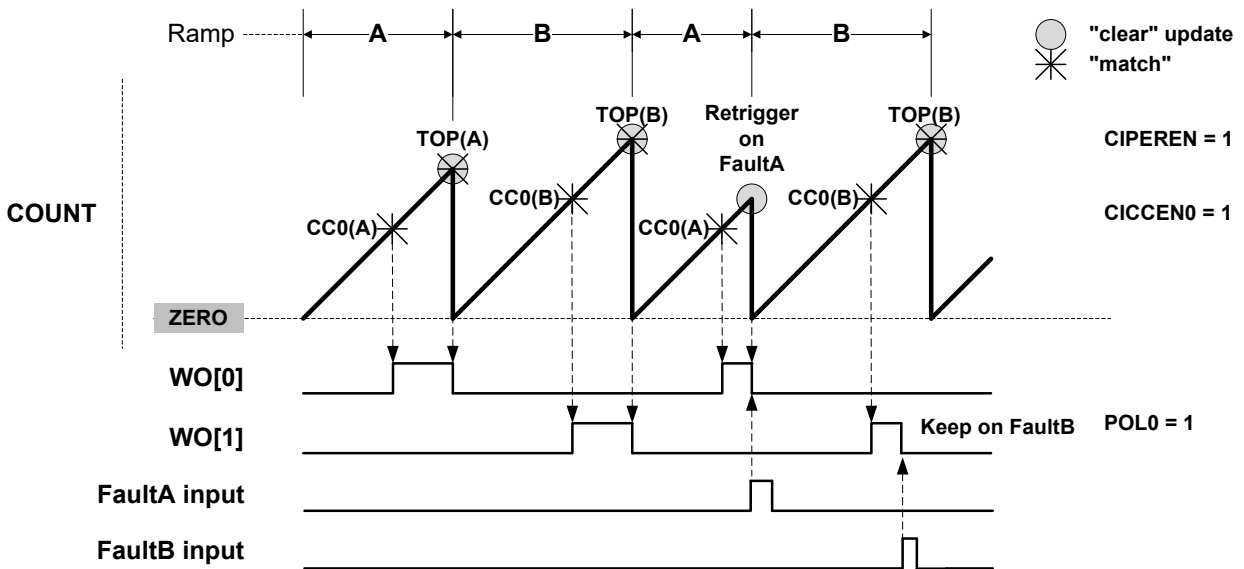 Ramp
A
B
A
B
"clear" update
"match"
TOP(A)
TOP(B)
Retrigger
on
FaultA
TOP(B)
CIPEREN = 1
COUNT
CC0(A)
CC0(B)
CC0(A)
CC0(B)
CICCEN0 = 1
ZERO
WO[0]
WO[1]
Keep on FaultB
POL0 = 1
FaultA input
FaultB input